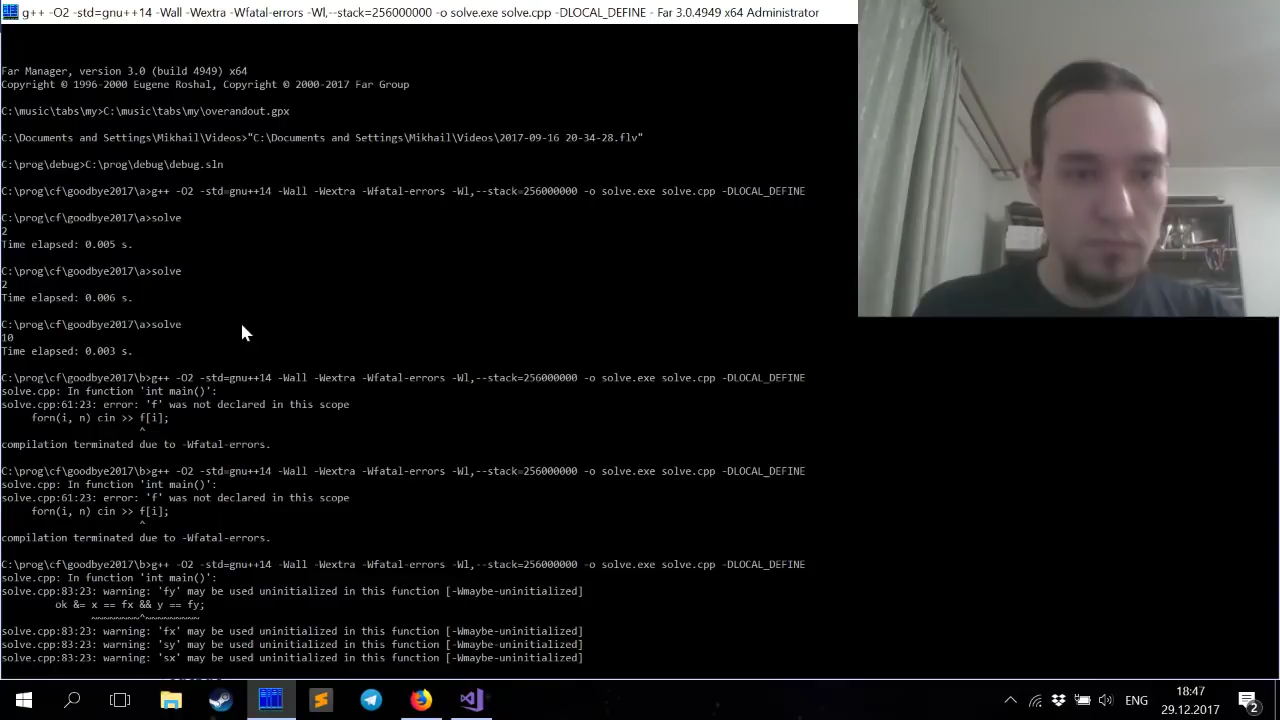 g++ -O2 -std=gnu++14 -Wall -Wextra -Wfatal-errors -Wl,--stack=256000000 -o solve.exe solve.cpp -DLOCAL_DEFINE - Far 3.0.4949 x64 Administrator
Far Manager, version 3.0 (build 4949) x64
Copyright © 1996-2000 Eugene Roshal, Copyright © 2000-2017 Far Group
C:\music\tabs\my>C:\music\tabs\my\overandout.gpx
C:\Documents and Settings\Mikhail\Videos>"C:\Documents and Settings\Mikhail\Videos\2017-09-16 20-34-28.flv"
C:\prog\debug>C:\prog\debug\debug.sln
C:\prog\cf\goodbye2017\a>g++ -O2 -std=gnu++14 -Wall -Wextra -Wfatal-errors -Wl,--stack=256000000 -o solve.exe solve.cpp -DLOCAL_DEFINE
C:\prog\cf\goodbye2017\a>solve
2
Time elapsed: 0.005 s.
C:\prog\cf\goodbye2017\a>solve
2
Time elapsed: 0.006 s.
C:\prog\cf\goodbye2017\a>solve
10
Time elapsed: 0.003 s.
C:\prog\cf\goodbye2017\b>g++ -O2 -std=gnu++14 -Wall -Wextra -Wfatal-errors -Wl,--stack=256000000 -o solve.exe solve.cpp -DLOCAL_DEFINE
solve.cpp: In function 'int main()':
solve.cpp:61:23: error: 'f' was not declared in this scope
forn(i, n) cin >> f[i];
^
compilation terminated due to -Wfatal-errors.
C:\prog\cf\goodbye2017\b>g++ -O2 -std=gnu++14 -Wall -Wextra -Wfatal-errors -Wl,--stack=256000000 -o solve.exe solve.cpp -DLOCAL_DEFINE
solve.cpp: In function 'int main()':
solve.cpp:61:23: error: 'f' was not declared in this scope
forn(i, n) cin >> f[i];
^
compilation terminated due to -Wfatal-errors.
C:\prog\cf\goodbye2017\b>g++ -O2 -std=gnu++14 -Wall -Wextra -Wfatal-errors -Wl,--stack=256000000 -o solve.exe solve.cpp -DLOCAL_DEFINE
solve.cpp: In function 'int main()':
solve.cpp:83:23: warning: 'fy' may be used uninitialized in this function [-Wmaybe-uninitialized]
ok &= x == fx && y == fy;
~~~~~~~~^~~~~~~~~~
solve.cpp:83:23: warning: 'fx' may be used uninitialized in this function [-Wmaybe-uninitialized]
solve.cpp:83:23: warning: 'sy' may be used uninitialized in this function [-Wmaybe-uninitialized]
solve.cpp:83:23: warning: 'sx' may be used uninitialized in this function [-Wmaybe-uninitialized]
ENG
18:47
29.12.2017
2